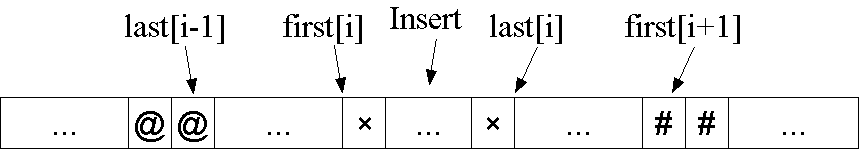 last[i-1] first[i] Insert last[i] first[i+1]
... @ @ ... × ... × ... # # ...